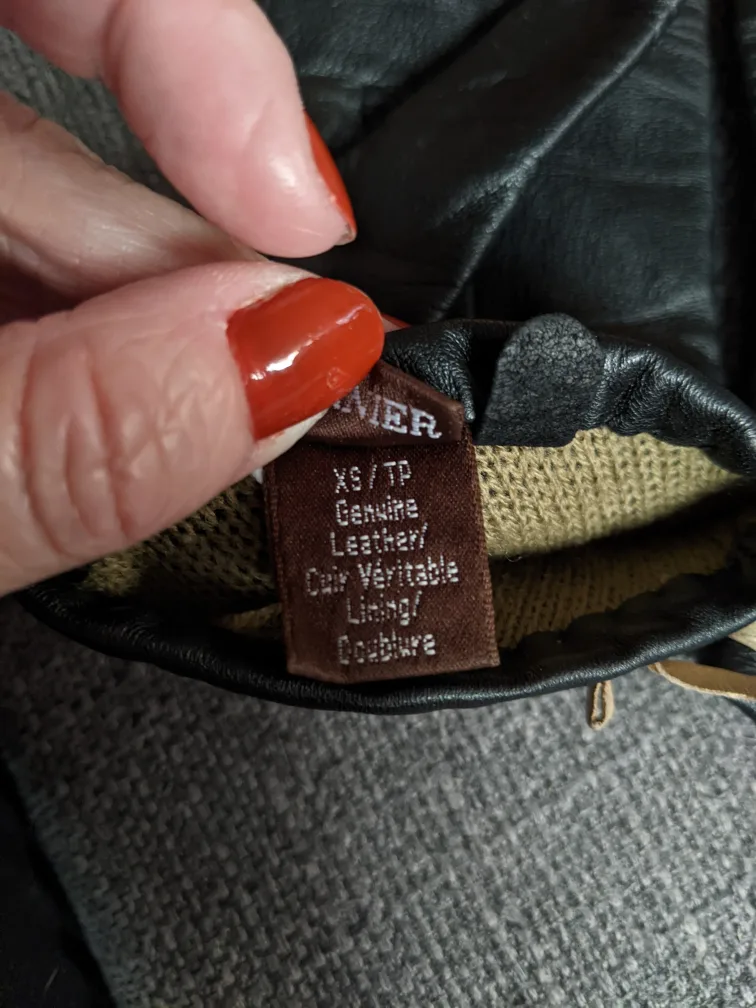 XS / TP
Genuine
Leather/
Cuir Véritable
Lining/
Doublure